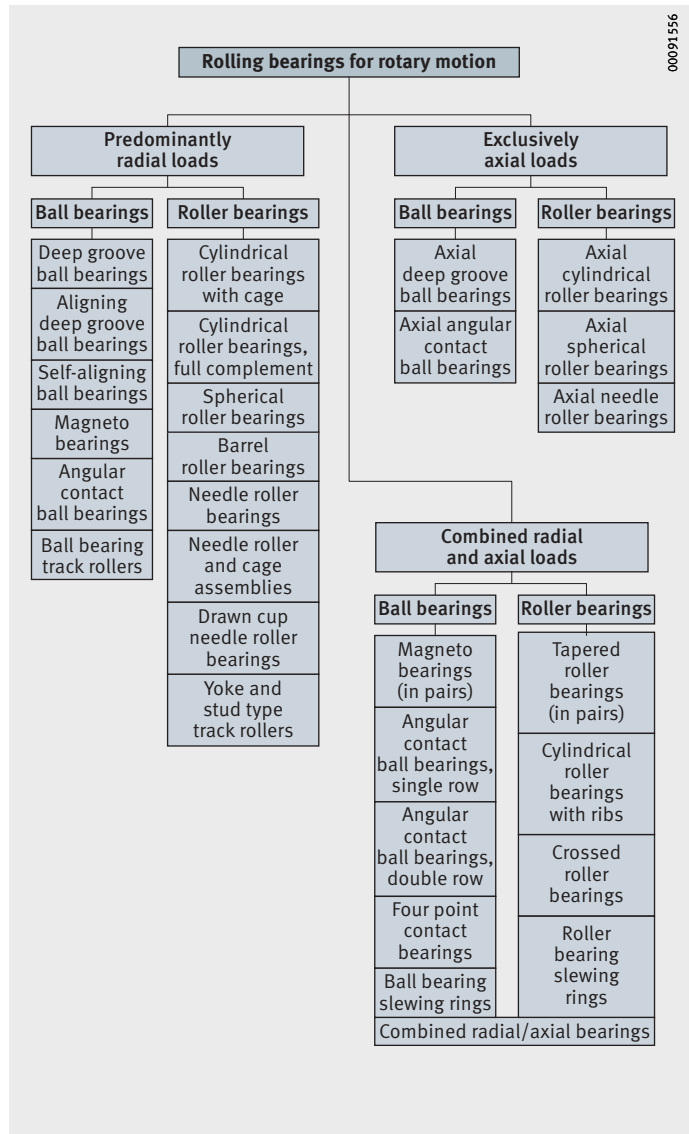 00091556
Rolling bearings for rotary motion
Predominantly
radial loads
Ball bearings
Deep groove
ball bearings
Aligning
deep groove
ball bearings
Self-aligning
ball bearings
Magneto
bearings
Angular
contact
ball bearings
Ball bearing
track rollers
Roller bearings
Cylindrical
roller bearings
with cage
Cylindrical
roller bearings,
full complement
Spherical
roller bearings
Barrel
roller bearings
Needle roller
bearings
Needle roller
and cage
assemblies
Drawn cup
needle roller
bearings
Yoke and
stud type
track rollers
Exclusively
axial loads
Ball bearings
Axial
deep groove
ball bearings
Axial angular
contact
ball bearings
Roller bearings
Axial
cylindrical
roller bearings
Axial
spherical
roller bearings
Axial needle
roller bearings
Combined radial
and axial loads
Ball bearings
Magneto
bearings
(in pairs)
Angular
contact
ball bearings,
single row
Angular
contact
ball bearings,
double row
Four point
contact
bearings
Ball bearing
slewing rings
Roller bearings
Tapered
roller
bearings
(in pairs)
Cylindrical
roller
bearings
with ribs
Crossed
roller
bearings
Roller
bearing
slewing
rings
Combined radial/axial bearings